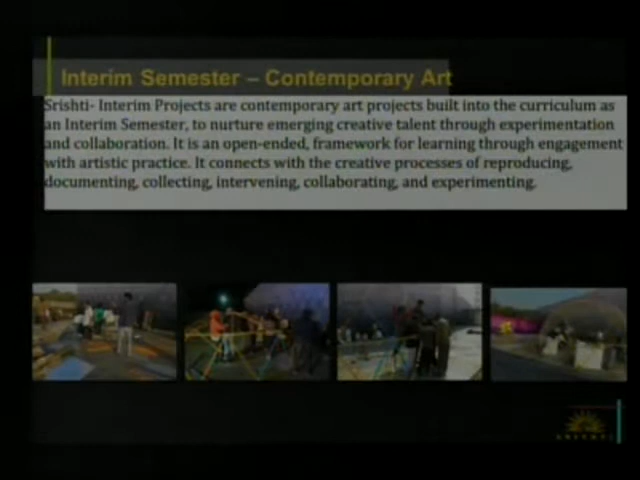 Interim Semester – Contemporary Art
Srishti- Interim Projects are contemporary art projects built into the curriculum as
an Interim Semester, to nurture emerging creative talent through experimentation
and collaboration. It is an open-ended, framework for learning through engagement
with artistic practice. It connects with the creative processes of reproducing,
documenting, collecting, intervening, collaborating, and experimenting.
SRISHTI